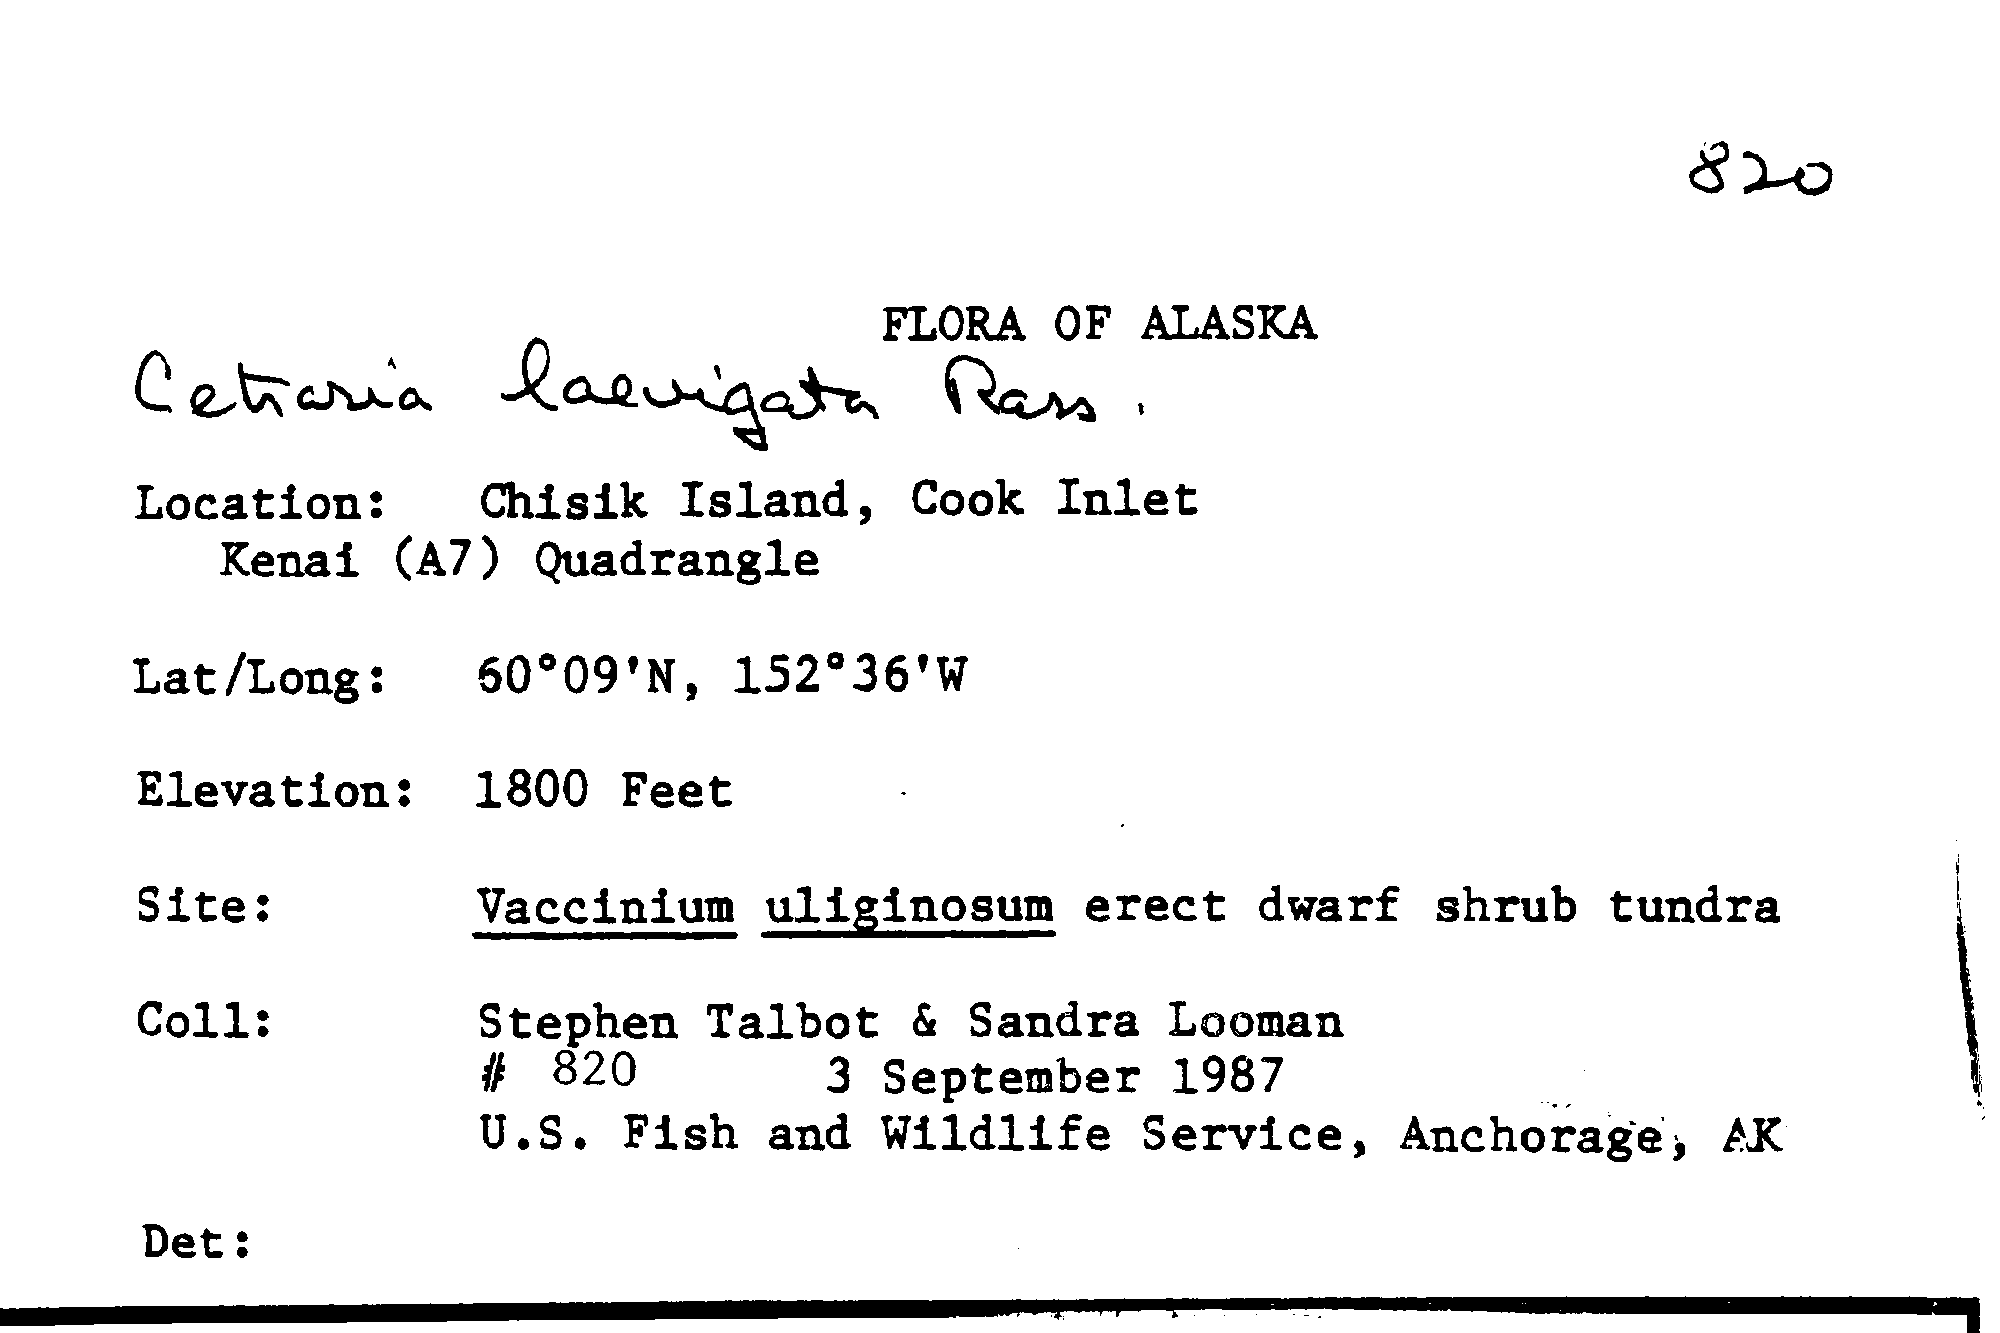 820
FLORA OF ALASKA
Cetraria laevigata Rass.
Location: Chisik Island, Cook Inlet
Kenai (A7) Quadrangle
Lat/Long: 60°09'N, 152°36'W
Elevation: 1800 Feet
Site: Vaccinium uliginosum erect dwarf shrub tundra
Coll: Stephen Talbot & Sandra Looman
# 820 3 September 1987
U.S. Fish and Wildlife Service, Anchorage, AK
Det: